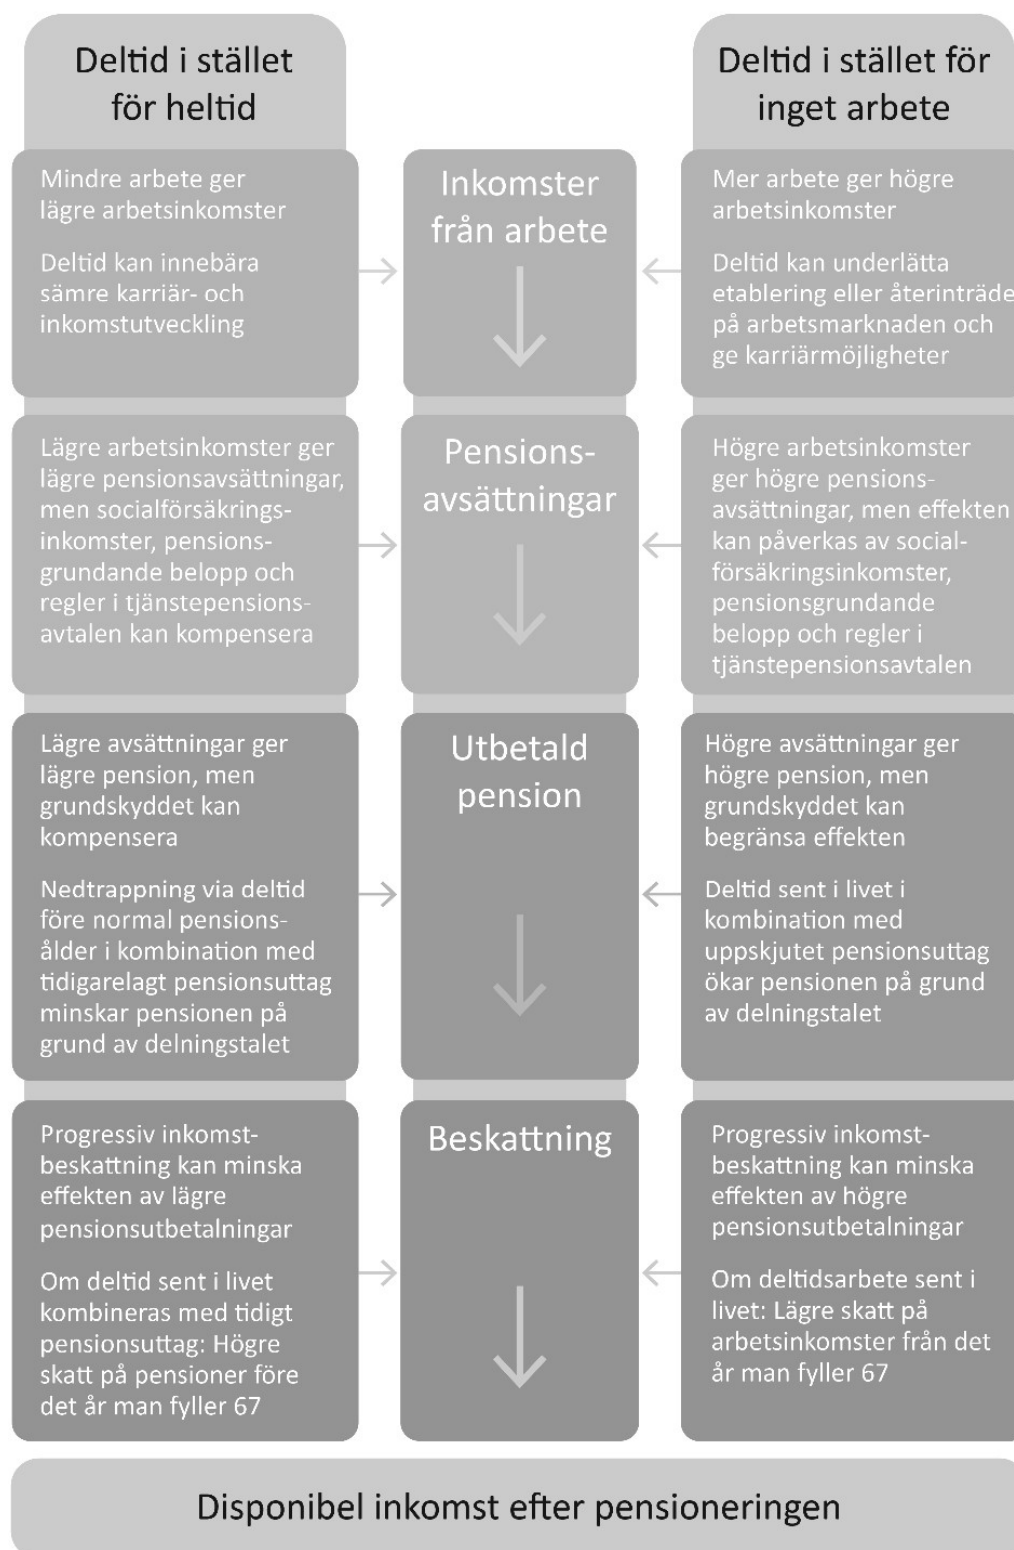 Deltid i stället
för heltid
Deltid i stället för
inget arbete
Mindre arbete ger
lägre arbetsinkomster
Deltid kan innebära
sämre karriär- och
inkomstutveckling
Inkomster
från arbete
Mer arbete ger högre
arbetsinkomster
Deltid kan underlätta
etablering eller återinträde
på arbetsmarknaden och
ge karriärmöjligheter
Lägre arbetsinkomster ger
lägre pensionsavsättningar,
men socialförsäkrings-
inkomster, pensions-
grundande belopp och
regler i tjänstepensions-
avtalen kan kompensera
Pensions-
avsättningar
Högre arbetsinkomster
ger högre pensions-
avsättningar, men effekten
kan påverkas av social-
försäkringsinkomster,
pensionsgrundande
belopp och regler i
tjänstepensionsavtalen
Lägre avsättningar ger
lägre pension, men
grundskyddet kan
kompensera
Nedtrappning via deltid
före normal pensions-
ålder i kombination med
tidigarelagt pensionsuttag
minskar pensionen på
grund av delningstalet
Utbetald
pension
Högre avsättningar ger
högre pension, men
grundskyddet kan
begränsa effekten
Deltid sent i livet i
kombination med
uppskjutet pensionsuttag
ökar pensionen på grund
av delningstalet
Progressiv inkomst-
beskattning kan minska
effekten av lägre
pensionsutbetalningar
Om deltid sent i livet
kombineras med tidigt
pensionsuttag: Högre
skatt på pensioner före
det år man fyller 67
Beskattning
Progressiv inkomst-
beskattning kan minska
effekten av högre
pensionsutbetalningar
Om deltidsarbete sent i
livet: Lägre skatt på
arbetsinkomster från det
år man fyller 67
Disponibel inkomst efter pensioneringen